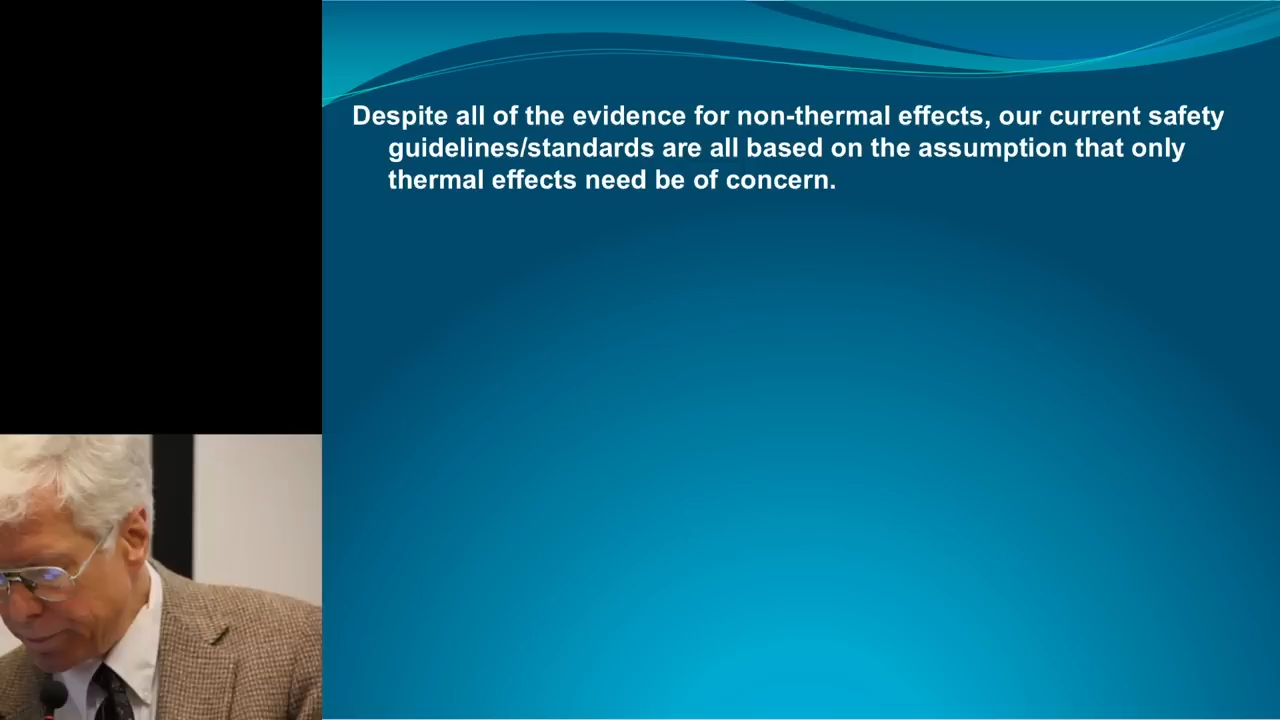 Despite all of the evidence for non-thermal effects, our current safety
guidelines/standards are all based on the assumption that only
thermal effects need be of concern.